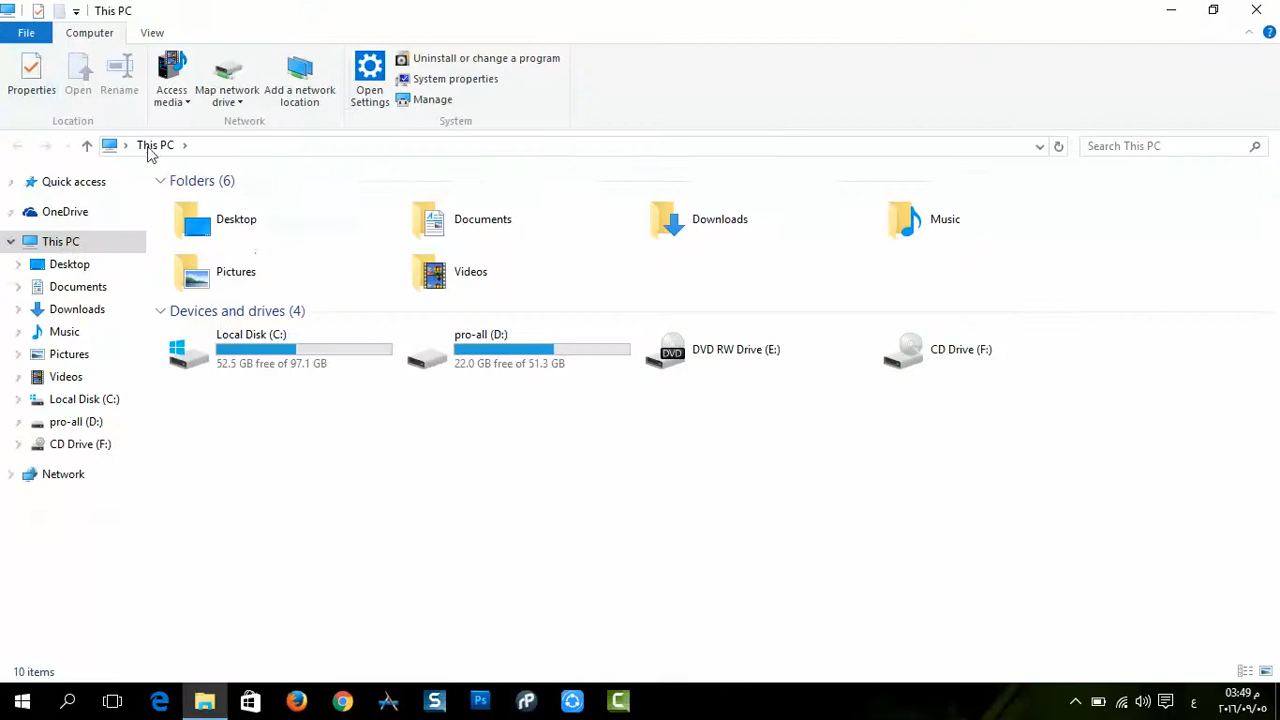 This PC
File
Computer
View
Properties
Open
Rename
Access media
Map network drive
Add a network location
Open Settings
Uninstall or change a program
System properties
Manage
Location
Network
System
This PC
Search This PC
Quick access
OneDrive
This PC
Desktop
Documents
Downloads
Music
Pictures
Videos
Local Disk (C:)
pro-all (D:)
CD Drive (F:)
Network
Folders (6)
Desktop
Documents
Downloads
Music
Pictures
Videos
Devices and drives (4)
Local Disk (C:)
52.5 GB free of 97.1 GB
pro-all (D:)
22.0 GB free of 51.3 GB
DVD
DVD RW Drive (E:)
CD Drive (F:)
10 items
S
Ps
C
ع
03:49 م
٢٠١٦/٠٩/٠٥